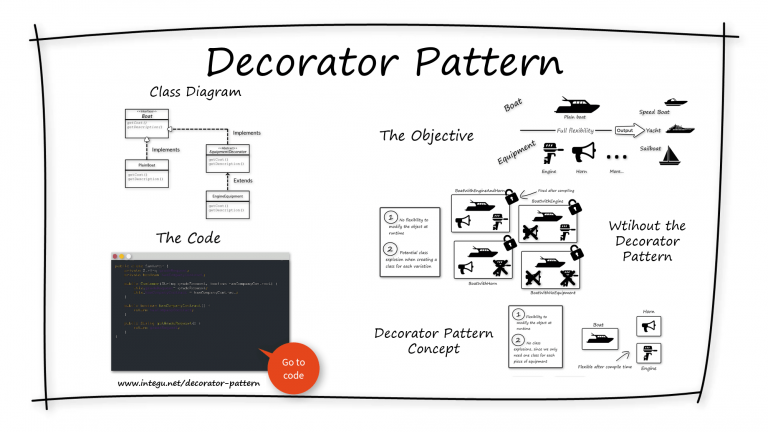 Decorator Pattern
Class Diagram
<<Interface>>
Boat
getCost()
getDescription()
Implements
Implements
PlainBoat
getCost()
getDescription()
<<Abstract>>
EquipmentDecorator
getCost()
getDescription()
Extends
EngineEquipment
getCost()
getDescription()
The Objective
Boat
Plain boat
Full flexibility
Output
Speed Boat
Yacht
Sailboat
Equipment
Engine
Horn
More...
Wtihout the
Decorator
Pattern
1
No flexibility to
modify the object at
runtime
2
Potential class
explosion when creating a
class for each variation
BoatWithEngineAndHorn
Fixed after compiling
BoatWithEngine
BoatWithHorn
BoatWithNoEquipment
The Code
Go to
code
www.integu.net/decorator-pattern
Decorator Pattern
Concept
1
Flexibility to
modify the object at
runtime
2
No class
explosions, since we only
need one class for each
piece of equipment
Boat
Horn
Engine
Flexible after compile time